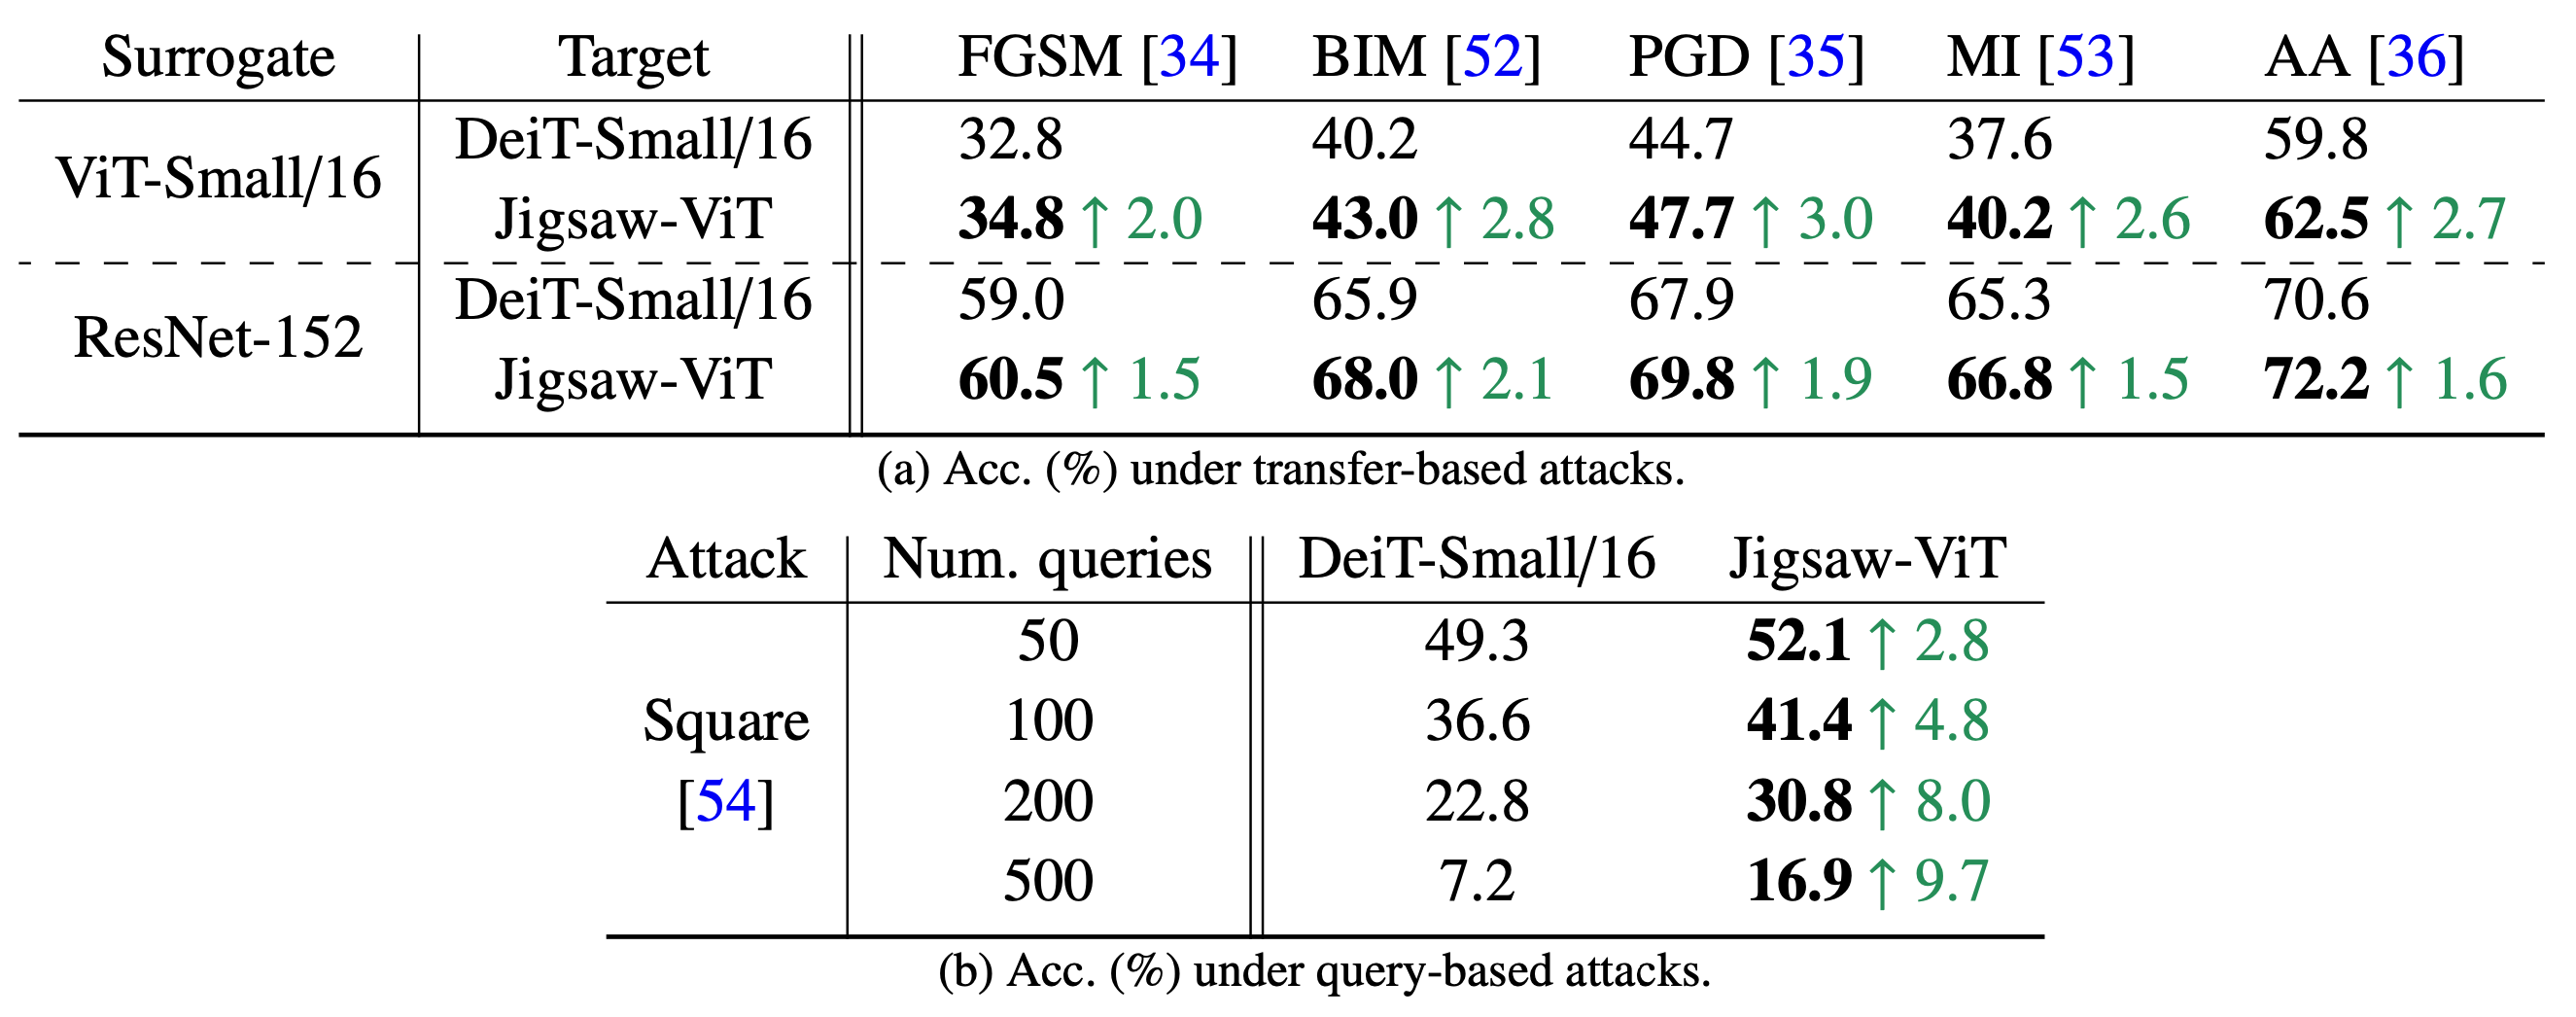 Surrogate Target FGSM [34] BIM [52] PGD [35] MI [53] AA [36]
ViT-Small/16 DeiT-Small/16 32.8 40.2 44.7 37.6 59.8
Jigsaw-ViT 34.8 ↑ 2.0 43.0 ↑ 2.8 47.7 ↑ 3.0 40.2 ↑ 2.6 62.5 ↑ 2.7
ResNet-152 DeiT-Small/16 59.0 65.9 67.9 65.3 70.6
Jigsaw-ViT 60.5 ↑ 1.5 68.0 ↑ 2.1 69.8 ↑ 1.9 66.8 ↑ 1.5 72.2 ↑ 1.6
(a) Acc. (%) under transfer-based attacks.
Attack Num. queries DeiT-Small/16 Jigsaw-ViT
50 49.3 52.1 ↑ 2.8
Square 100 36.6 41.4 ↑ 4.8
[54] 200 22.8 30.8 ↑ 8.0
500 7.2 16.9 ↑ 9.7
(b) Acc. (%) under query-based attacks.